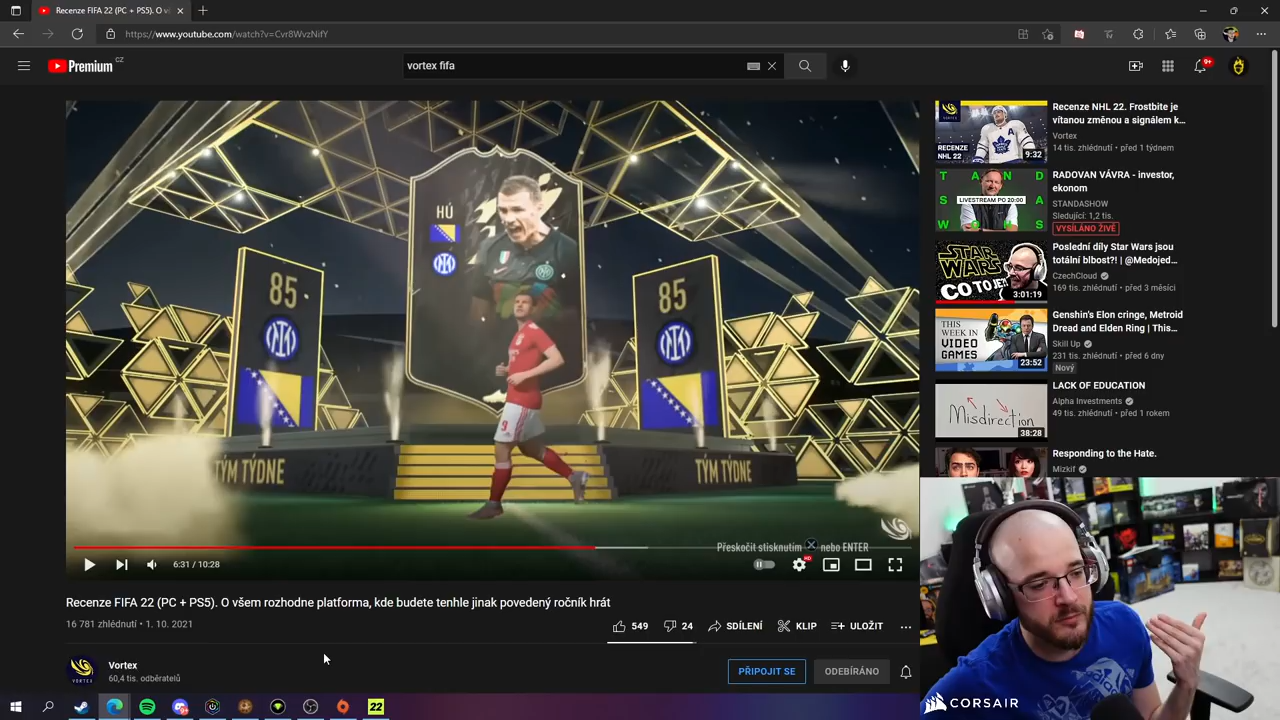 Recenze FIFA 22 (PC + PS5). O v
https://www.youtube.com/watch?v=Cvr8WvzNifY
Premium CZ
vortex fifa
9+
HÚ
85
85
TÝM TÝDNE
TÝM TÝDNE
Přeskočit stisknutím X nebo ENTER
6:31 / 10:28
HD
Recenze FIFA 22 (PC + PS5). O všem rozhodne platforma, kde budete tenhle jinak povedený ročník hrát
16 781 zhlédnutí • 1. 10. 2021
549
24
SDÍLENÍ
KLIP
ULOŽIT
Vortex
60,4 tis. odběratelů
PŘIPOJIT SE
ODEBÍRÁNO
VORTEX
RECENZE
NHL 22
9:32
Recenze NHL 22. Frostbite je
vítanou změnou a signálem k...
Vortex
14 tis. zhlédnutí • před 1 týdnem
T A N D
LIVESTREAM PO 20:00
S A
W S
RADOVAN VÁVRA - investor,
ekonom
STANDASHOW
Sledující: 1,2 tis.
VYSÍLÁNO ŽIVĚ
STAR WARS
CO TO JE
3:01:19
Poslední díly Star Wars jsou
totální blbost?! | @Medojed...
CzechCloud
169 tis. zhlédnutí • před 3 měsíci
THIS
WEEK IN
VIDEO
GAMES
23:52
Genshin's Elon cringe, Metroid
Dread and Elden Ring | This...
Skill Up
231 tis. zhlédnutí • před 6 dny
Nový
Misdirection
38:28
LACK OF EDUCATION
Alpha Investments
49 tis. zhlédnutí • před 1 rokem
Responding to the Hate.
Mizkif
CORSAIR
22